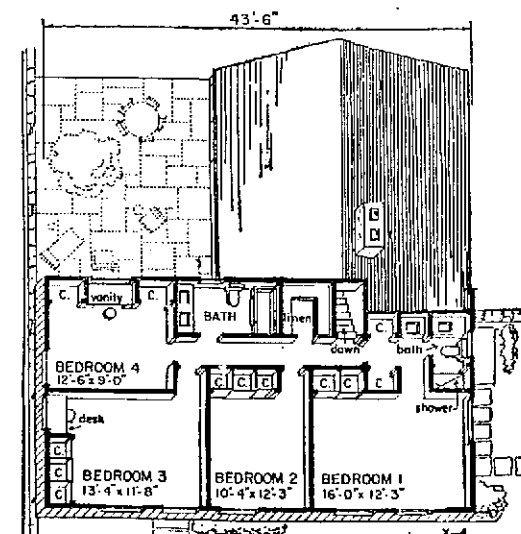 43'-6"
C.
vanity
C.
BATH
linen
down
C.
bath
BEDROOM 4
12'-6" x 9'-0"
C
C
C
C
C
C
shower
desk
C
C
C
BEDROOM 3
13'-4" x 11'-8"
BEDROOM 2
10'-4" x 12'-3"
BEDROOM 1
16'-0" x 12'-3"